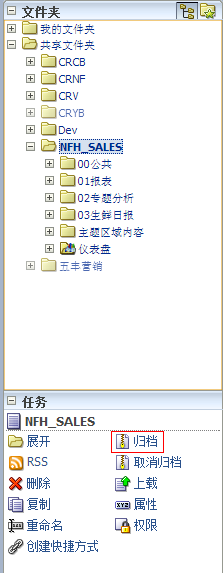 文件夹
我的文件夹
共享文件夹
CRCB
CRNF
CRV
CRYB
Dev
NFH_SALES
00公共
01报表
02专题分析
03生鲜日报
主题区域内容
仪表盘
五丰营销
任务
NFH_SALES
展开 归档
RSS 取消归档
删除 上载
复制 属性
重命名 权限
创建快捷方式